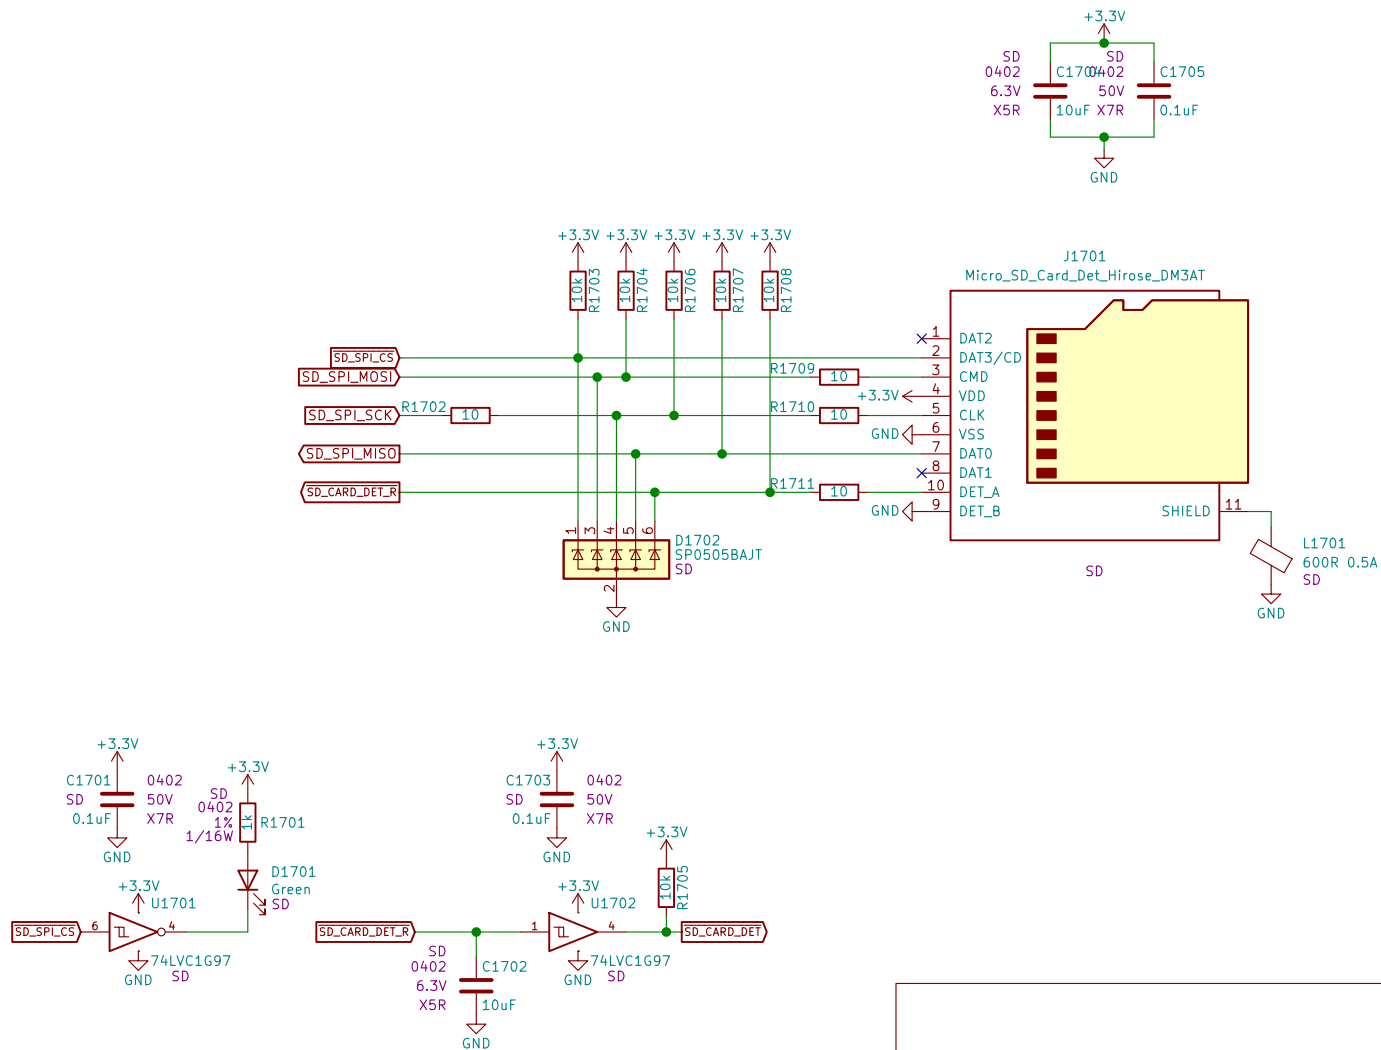 +3.3V
SD
0402
6.3V
X5R
C1704
10uF
SD
0402
50V
X7R
C1705
0.1uF
GND
+3.3V +3.3V +3.3V +3.3V +3.3V
10k
R1703
10k
R1704
10k
R1706
10k
R1707
10k
R1708
J1701
Micro_SD_Card_Det_Hirose_DM3AT
SD_SPI_CS
SD_SPI_MOSI
SD_SPI_SCK
SD_SPI_MISO
SD_CARD_DET_R
R1702
10
R1709
10
R1710
10
R1711
10
+3.3V
GND
GND
1 DAT2
2 DAT3/CD
3 CMD
4 VDD
5 CLK
6 VSS
7 DAT0
8 DAT1
10 DET_A
9 DET_B
SHIELD 11
L1701
600R 0.5A
SD
GND
SD
1 3 4 5 6
D1702
SP0505BAJT
SD
2
GND
+3.3V
C1701
SD
0.1uF
0402
50V
X7R
GND
+3.3V
SD
0402
1%
1/16W
1k
R1701
D1701
Green
SD
+3.3V
U1701
SD_SPI_CS
6
4
74LVC1G97
GND
SD
+3.3V
C1703
SD
0.1uF
0402
50V
X7R
GND
+3.3V
10k
R1705
+3.3V
U1702
SD_CARD_DET_R
1
4
SD_CARD_DET
74LVC1G97
GND
SD
SD
0402
6.3V
X5R
C1702
10uF
GND